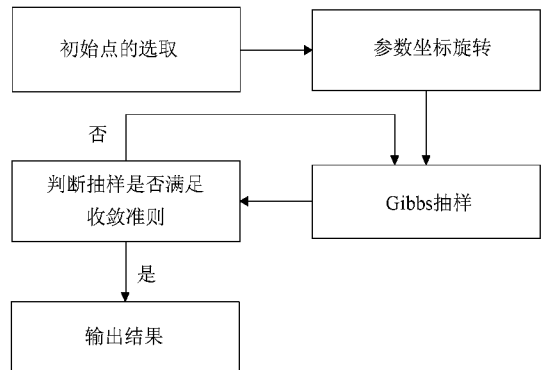 初始点的选取
参数坐标旋转
否
判断抽样是否满足
收敛准则
Gibbs抽样
是
输出结果